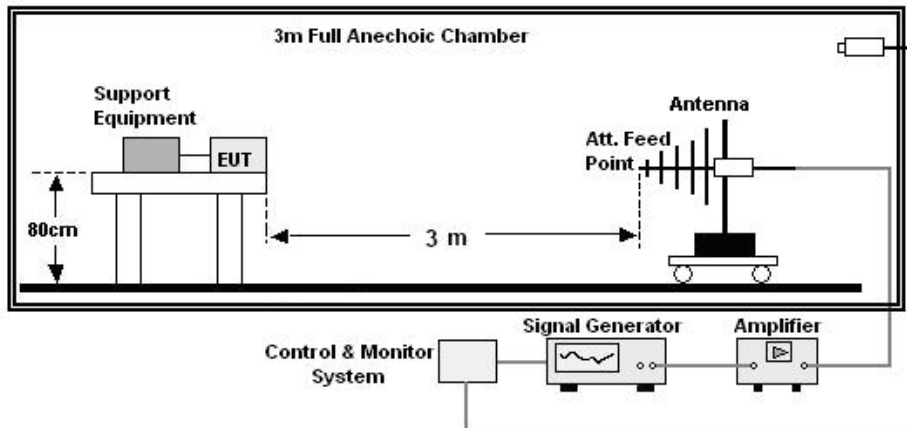 3m Full Anechoic Chamber
Support
Equipment
EUT
80cm
3 m
Antenna
Att. Feed
Point
Signal Generator
Amplifier
Control & Monitor
System